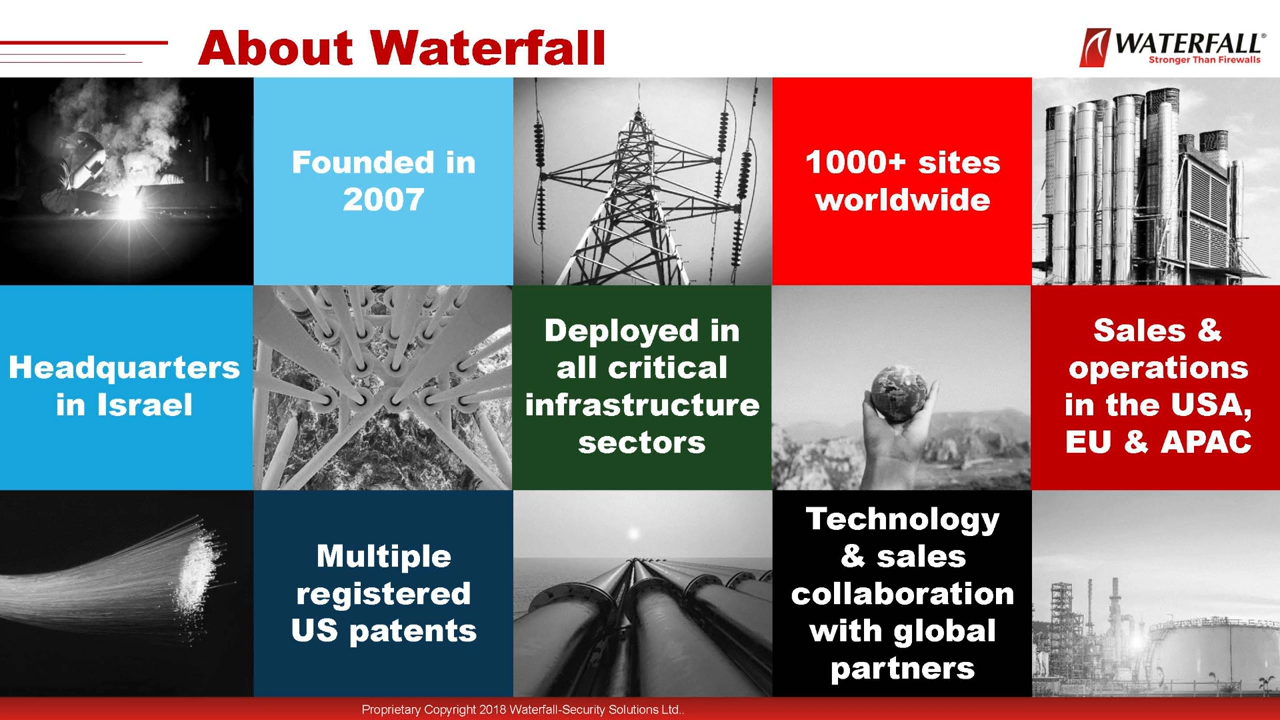 About Waterfall
WATERFALL®
Stronger Than Firewalls
Founded in
2007
1000+ sites
worldwide
Headquarters
in Israel
Deployed in
all critical
infrastructure
sectors
Sales &
operations
in the USA,
EU & APAC
Multiple
registered
US patents
Technology
& sales
collaboration
with global
partners
Proprietary Copyright 2018 Waterfall-Security Solutions Ltd..